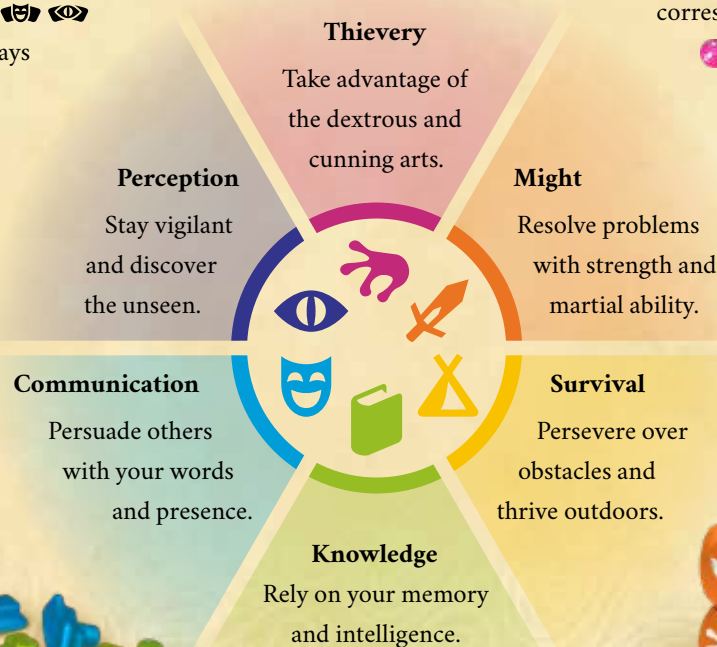 corres
ays
Thievery
Take advantage of
the dextrous and
cunning arts.
Perception
Stay vigilant
and discover
the unseen.
Might
Resolve problems
with strength and
martial ability.
Communication
Persuade others
with your words
and presence.
Survival
Persevere over
obstacles and
thrive outdoors.
Knowledge
Rely on your memory
and intelligence.